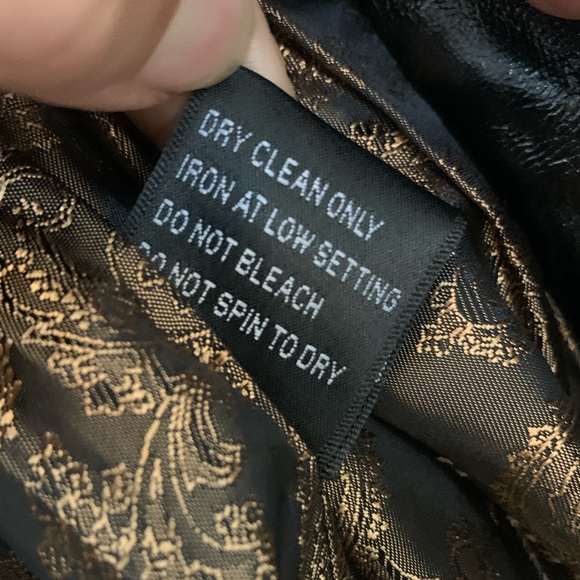 DRY CLEAN ONLY
IRON AT LOW SETTING
DO NOT BLEACH
DO NOT SPIN TO DRY